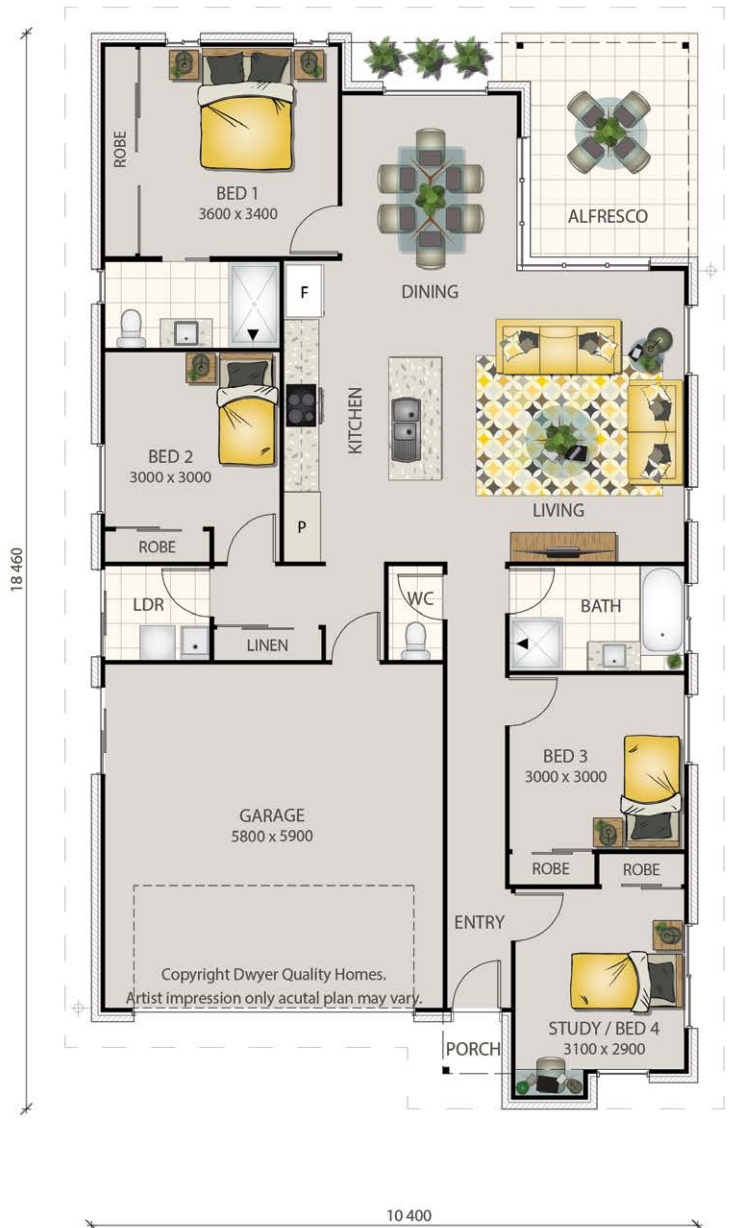 ROBE
BED 1
3600 x 3400
ALFRESCO
DINING
F
KITCHEN
BED 2
3000 x 3000
ROBE
P
LIVING
LDR
LINEN
WC
BATH
18 460
GARAGE
5800 x 5900
BED 3
3000 x 3000
ROBE
ROBE
ENTRY
Copyright Dwyer Quality Homes.
Artist impression only acutal plan may vary.
PORCH
STUDY / BED 4
3100 x 2900
10 400